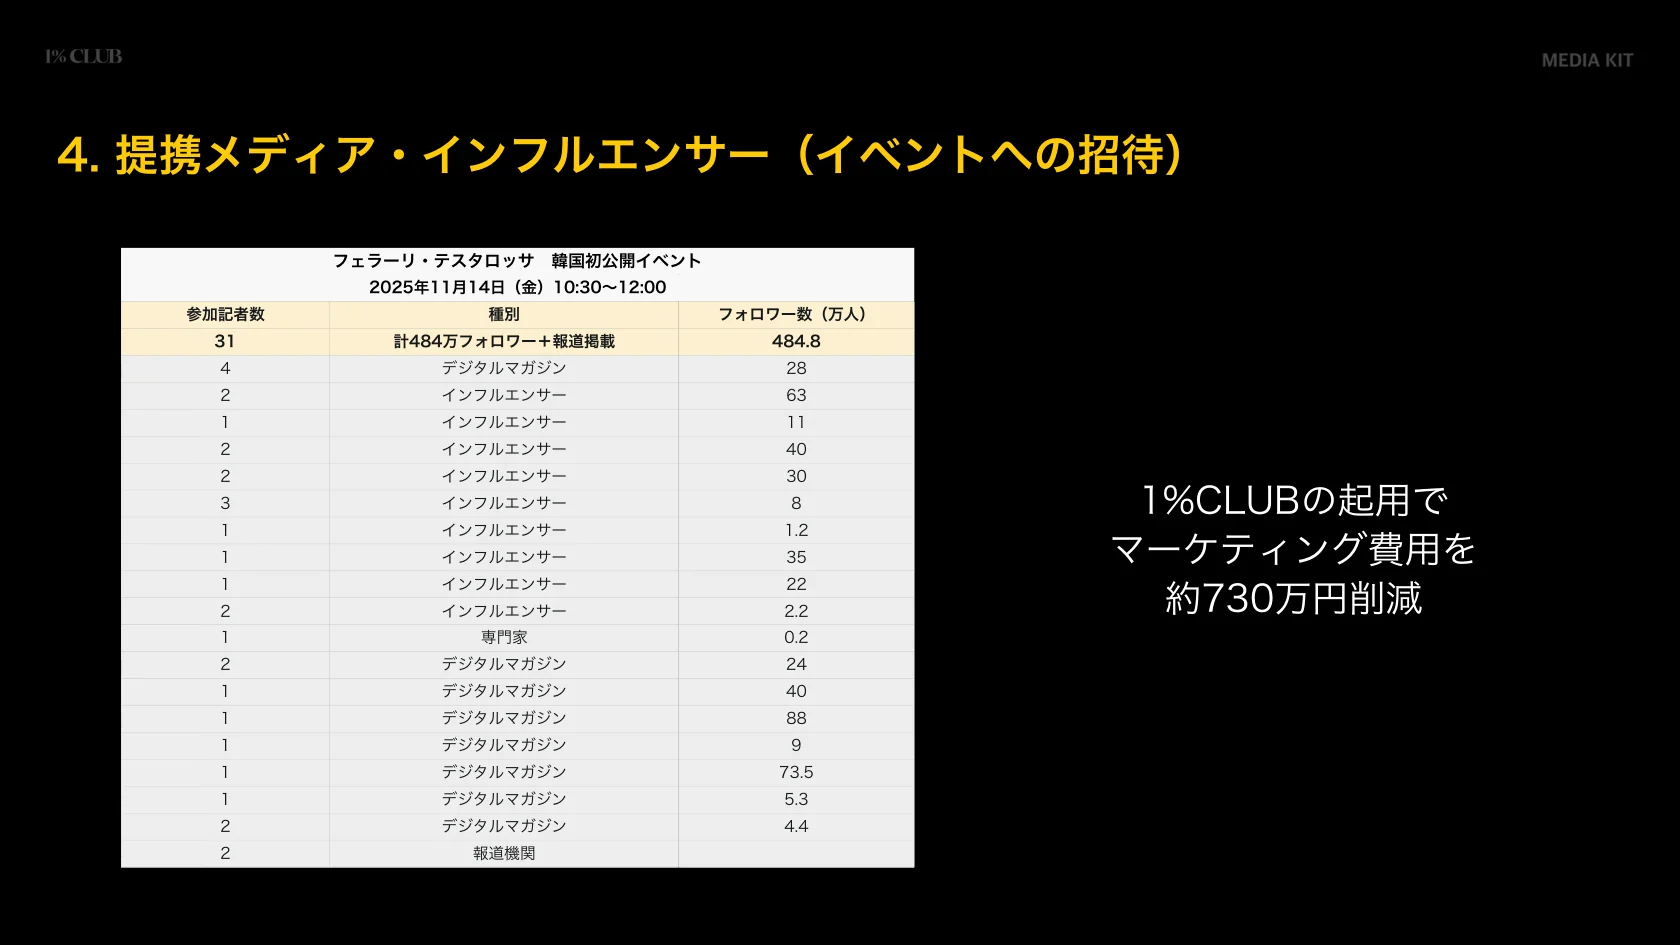 1% CLUB
MEDIA KIT
4. 提携メディア・インフルエンサー（イベントへの招待）
フェラーリ・テスタロッサ　韓国初公開イベント
2025年11月14日（金）10:30〜12:00
参加記者数 種別 フォロワー数（万人）
31 計484万フォロワー＋報道掲載 484.8
4 デジタルマガジン 28
2 インフルエンサー 63
1 インフルエンサー 11
2 インフルエンサー 40
2 インフルエンサー 30
3 インフルエンサー 8
1 インフルエンサー 1.2
1 インフルエンサー 35
1 インフルエンサー 22
2 インフルエンサー 2.2
1 専門家 0.2
2 デジタルマガジン 24
1 デジタルマガジン 40
1 デジタルマガジン 88
1 デジタルマガジン 9
1 デジタルマガジン 73.5
1 デジタルマガジン 5.3
2 デジタルマガジン 4.4
2 報道機関
1%CLUBの起用で
マーケティング費用を
約730万円削減